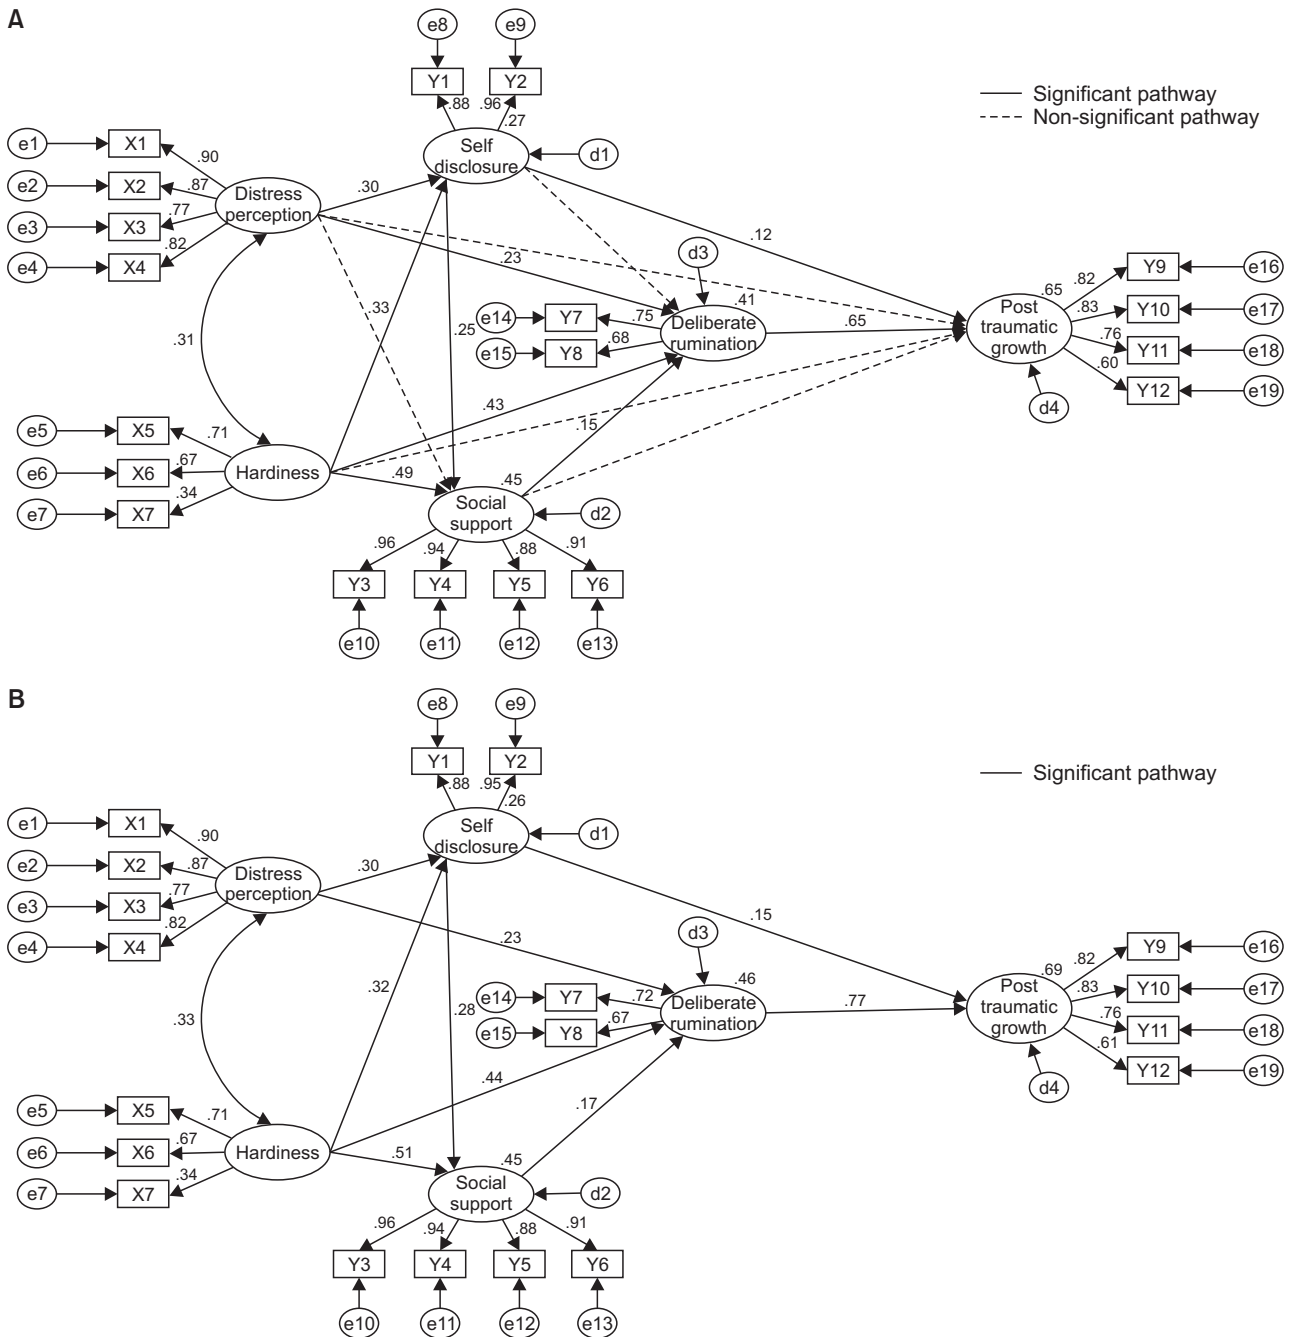 A
e8
e9
Y1
Y2
.88
.96
.27
Self
disclosure
d1
Significant pathway
Non-significant pathway
e1
X1
.90
e2
X2
.87
e3
X3
.77
e4
X4
.82
Distress
perception
.30
.23
.12
.33
.31
.25
d3
.41
e14
Y7
.75
e15
Y8
.68
Deliberate
rumination
.65
.65
Post
traumatic
growth
d4
.82
Y9
e16
.83
Y10
e17
.76
Y11
e18
.60
Y12
e19
e5
X5
.71
e6
X6
.67
e7
X7
.34
Hardiness
.43
.15
.49
.45
Social
support
d2
.96
.94
.88
.91
Y3
Y4
Y5
Y6
e10
e11
e12
e13
B
e8
e9
Y1
Y2
.88
.95
.26
Self
disclosure
d1
Significant pathway
e1
X1
.90
e2
X2
.87
e3
X3
.77
e4
X4
.82
Distress
perception
.30
.23
.15
.32
.33
.28
d3
.46
e14
Y7
.72
e15
Y8
.67
Deliberate
rumination
.77
.69
Post
traumatic
growth
d4
.82
Y9
e16
.83
Y10
e17
.76
Y11
e18
.61
Y12
e19
e5
X5
.71
e6
X6
.67
e7
X7
.34
Hardiness
.44
.17
.51
.45
Social
support
d2
.96
.94
.88
.91
Y3
Y4
Y5
Y6
e10
e11
e12
e13